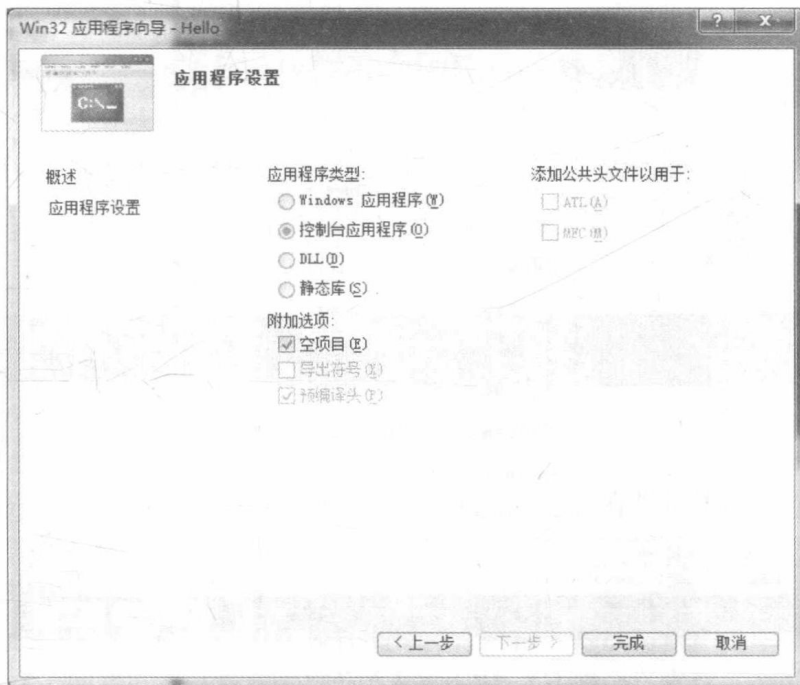 Win32 应用程序向导 - Hello
C:\_
应用程序设置
概述
应用程序设置
应用程序类型:
Windows 应用程序(W)
控制台应用程序(O)
DLL(D)
静态库(S)
附加选项:
空项目(E)
导出符号(X)
预编译头(P)
添加公共头文件以用于:
ATL(A)
MFC(M)
< 上一步
下一步 >
完成
取消